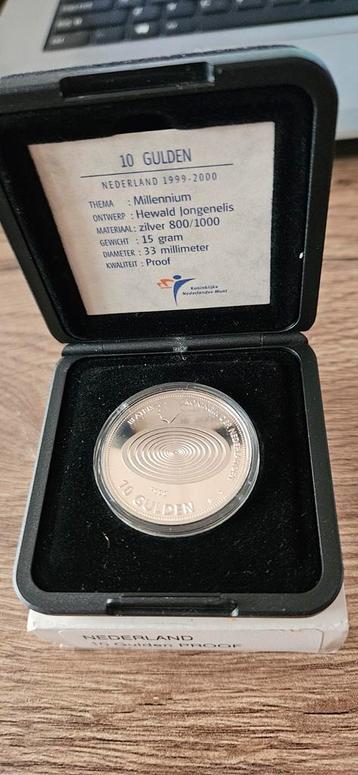 10 GULDEN
NEDERLAND 1999-2000
THEMA : Millennium
ONTWERP : Hewald Jongenelis
MATERIAAL : zilver 800/1000
GEWICHT : 15 gram
DIAMETER : 33 millimeter
KWALITEIT : Proof
Koninklijke
Nederlandse Munt
10 GULDEN
NEDERLAND
Gulden PROOF